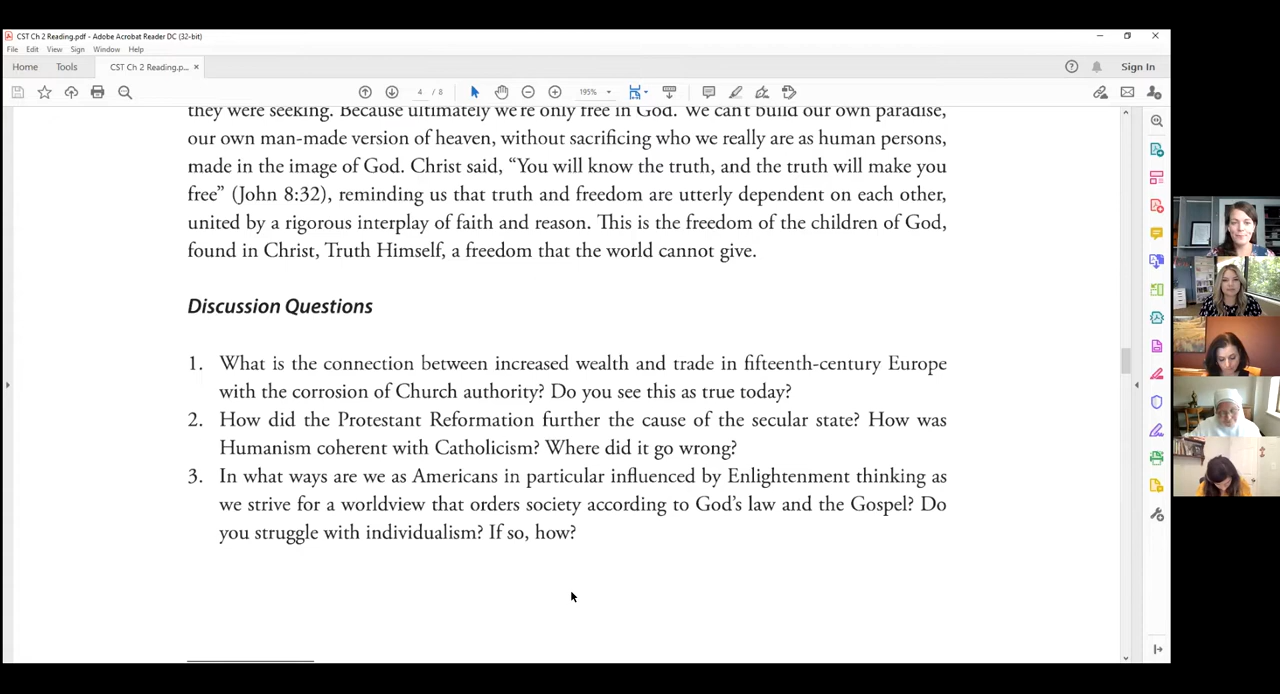 CST Ch 2 Reading.pdf - Adobe Acrobat Reader DC (32-bit)
File Edit View Sign Window Help
Home Tools CST Ch 2 Reading.p... × Sign In
4 / 8 195%
they were seeking. Because ultimately we're only free in God. We can't build our own paradise,
our own man-made version of heaven, without sacrificing who we really are as human persons,
made in the image of God. Christ said, “You will know the truth, and the truth will make you
free” (John 8:32), reminding us that truth and freedom are utterly dependent on each other,
united by a rigorous interplay of faith and reason. This is the freedom of the children of God,
found in Christ, Truth Himself, a freedom that the world cannot give.
Discussion Questions
1. What is the connection between increased wealth and trade in fifteenth-century Europe
with the corrosion of Church authority? Do you see this as true today?
2. How did the Protestant Reformation further the cause of the secular state? How was
Humanism coherent with Catholicism? Where did it go wrong?
3. In what ways are we as Americans in particular influenced by Enlightenment thinking as
we strive for a worldview that orders society according to God's law and the Gospel? Do
you struggle with individualism? If so, how?